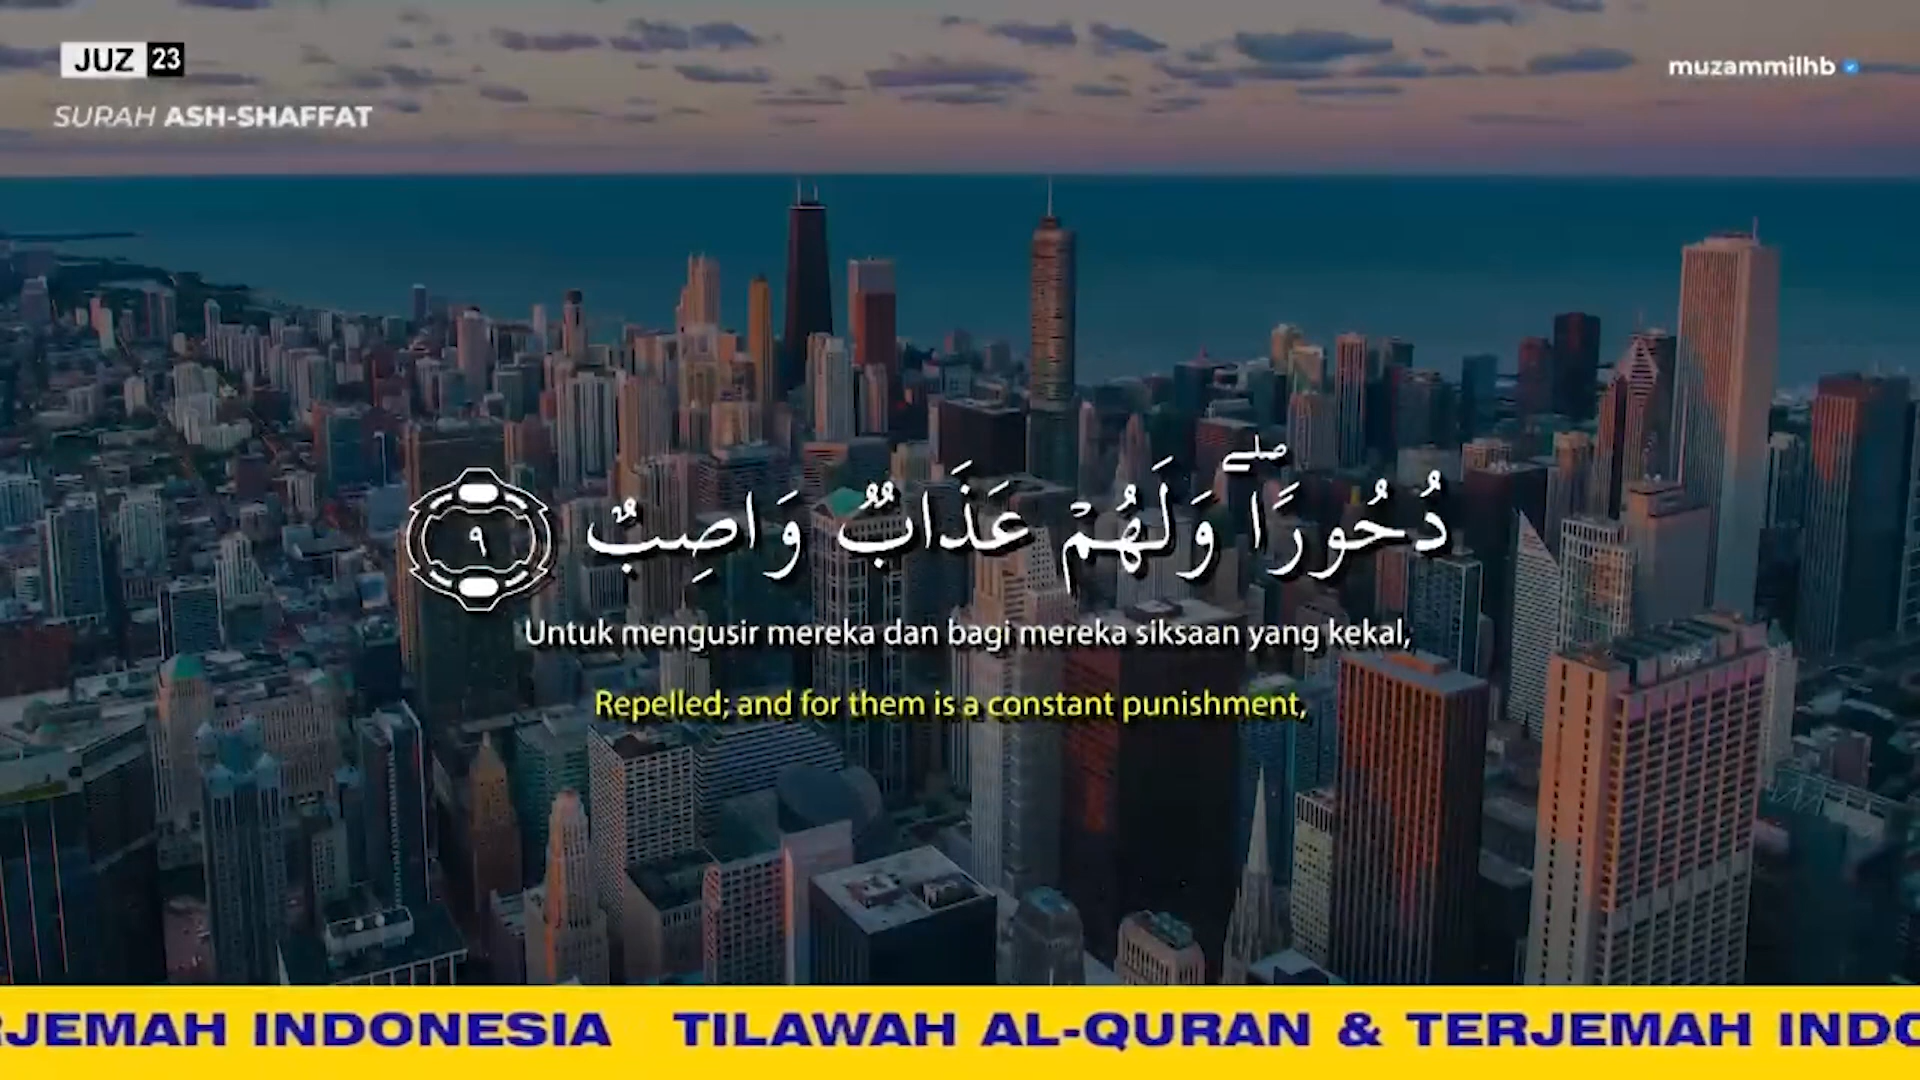 JUZ 23
muzammilhb
SURAH ASH-SHAFFAT
دُحُورًا ۖ وَلَهُمْ عَذَابٌ وَاصِبٌ ٩
Untuk mengusir mereka dan bagi mereka siksaan yang kekal,
Repelled; and for them is a constant punishment,
RJEMAH INDONESIA TILAWAH AL-QURAN & TERJEMAH INDO